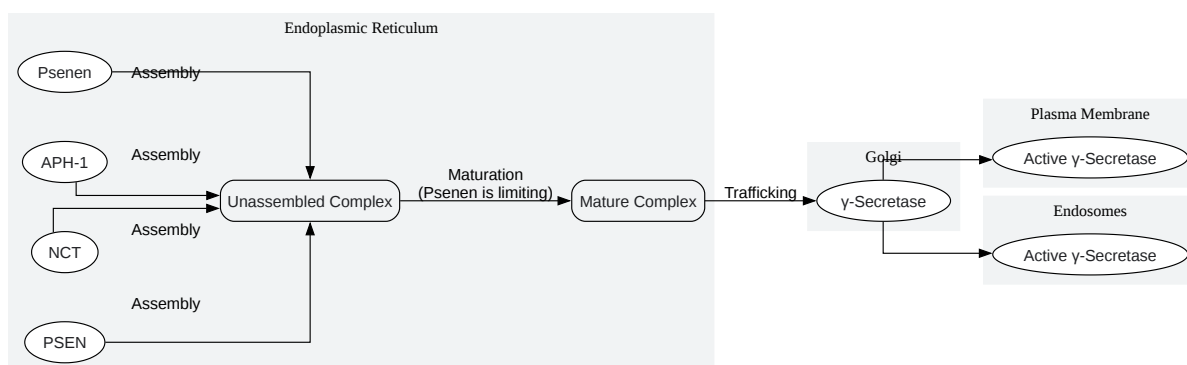 Endoplasmic Reticulum
Psenen
Assembly
APH-1
Assembly
NCT
Assembly
PSEN
Assembly
Unassembled Complex
Maturation
(Psenen is limiting)
Mature Complex
Trafficking
Golgi
γ-Secretase
Plasma Membrane
Active γ-Secretase
Endosomes
Active γ-Secretase